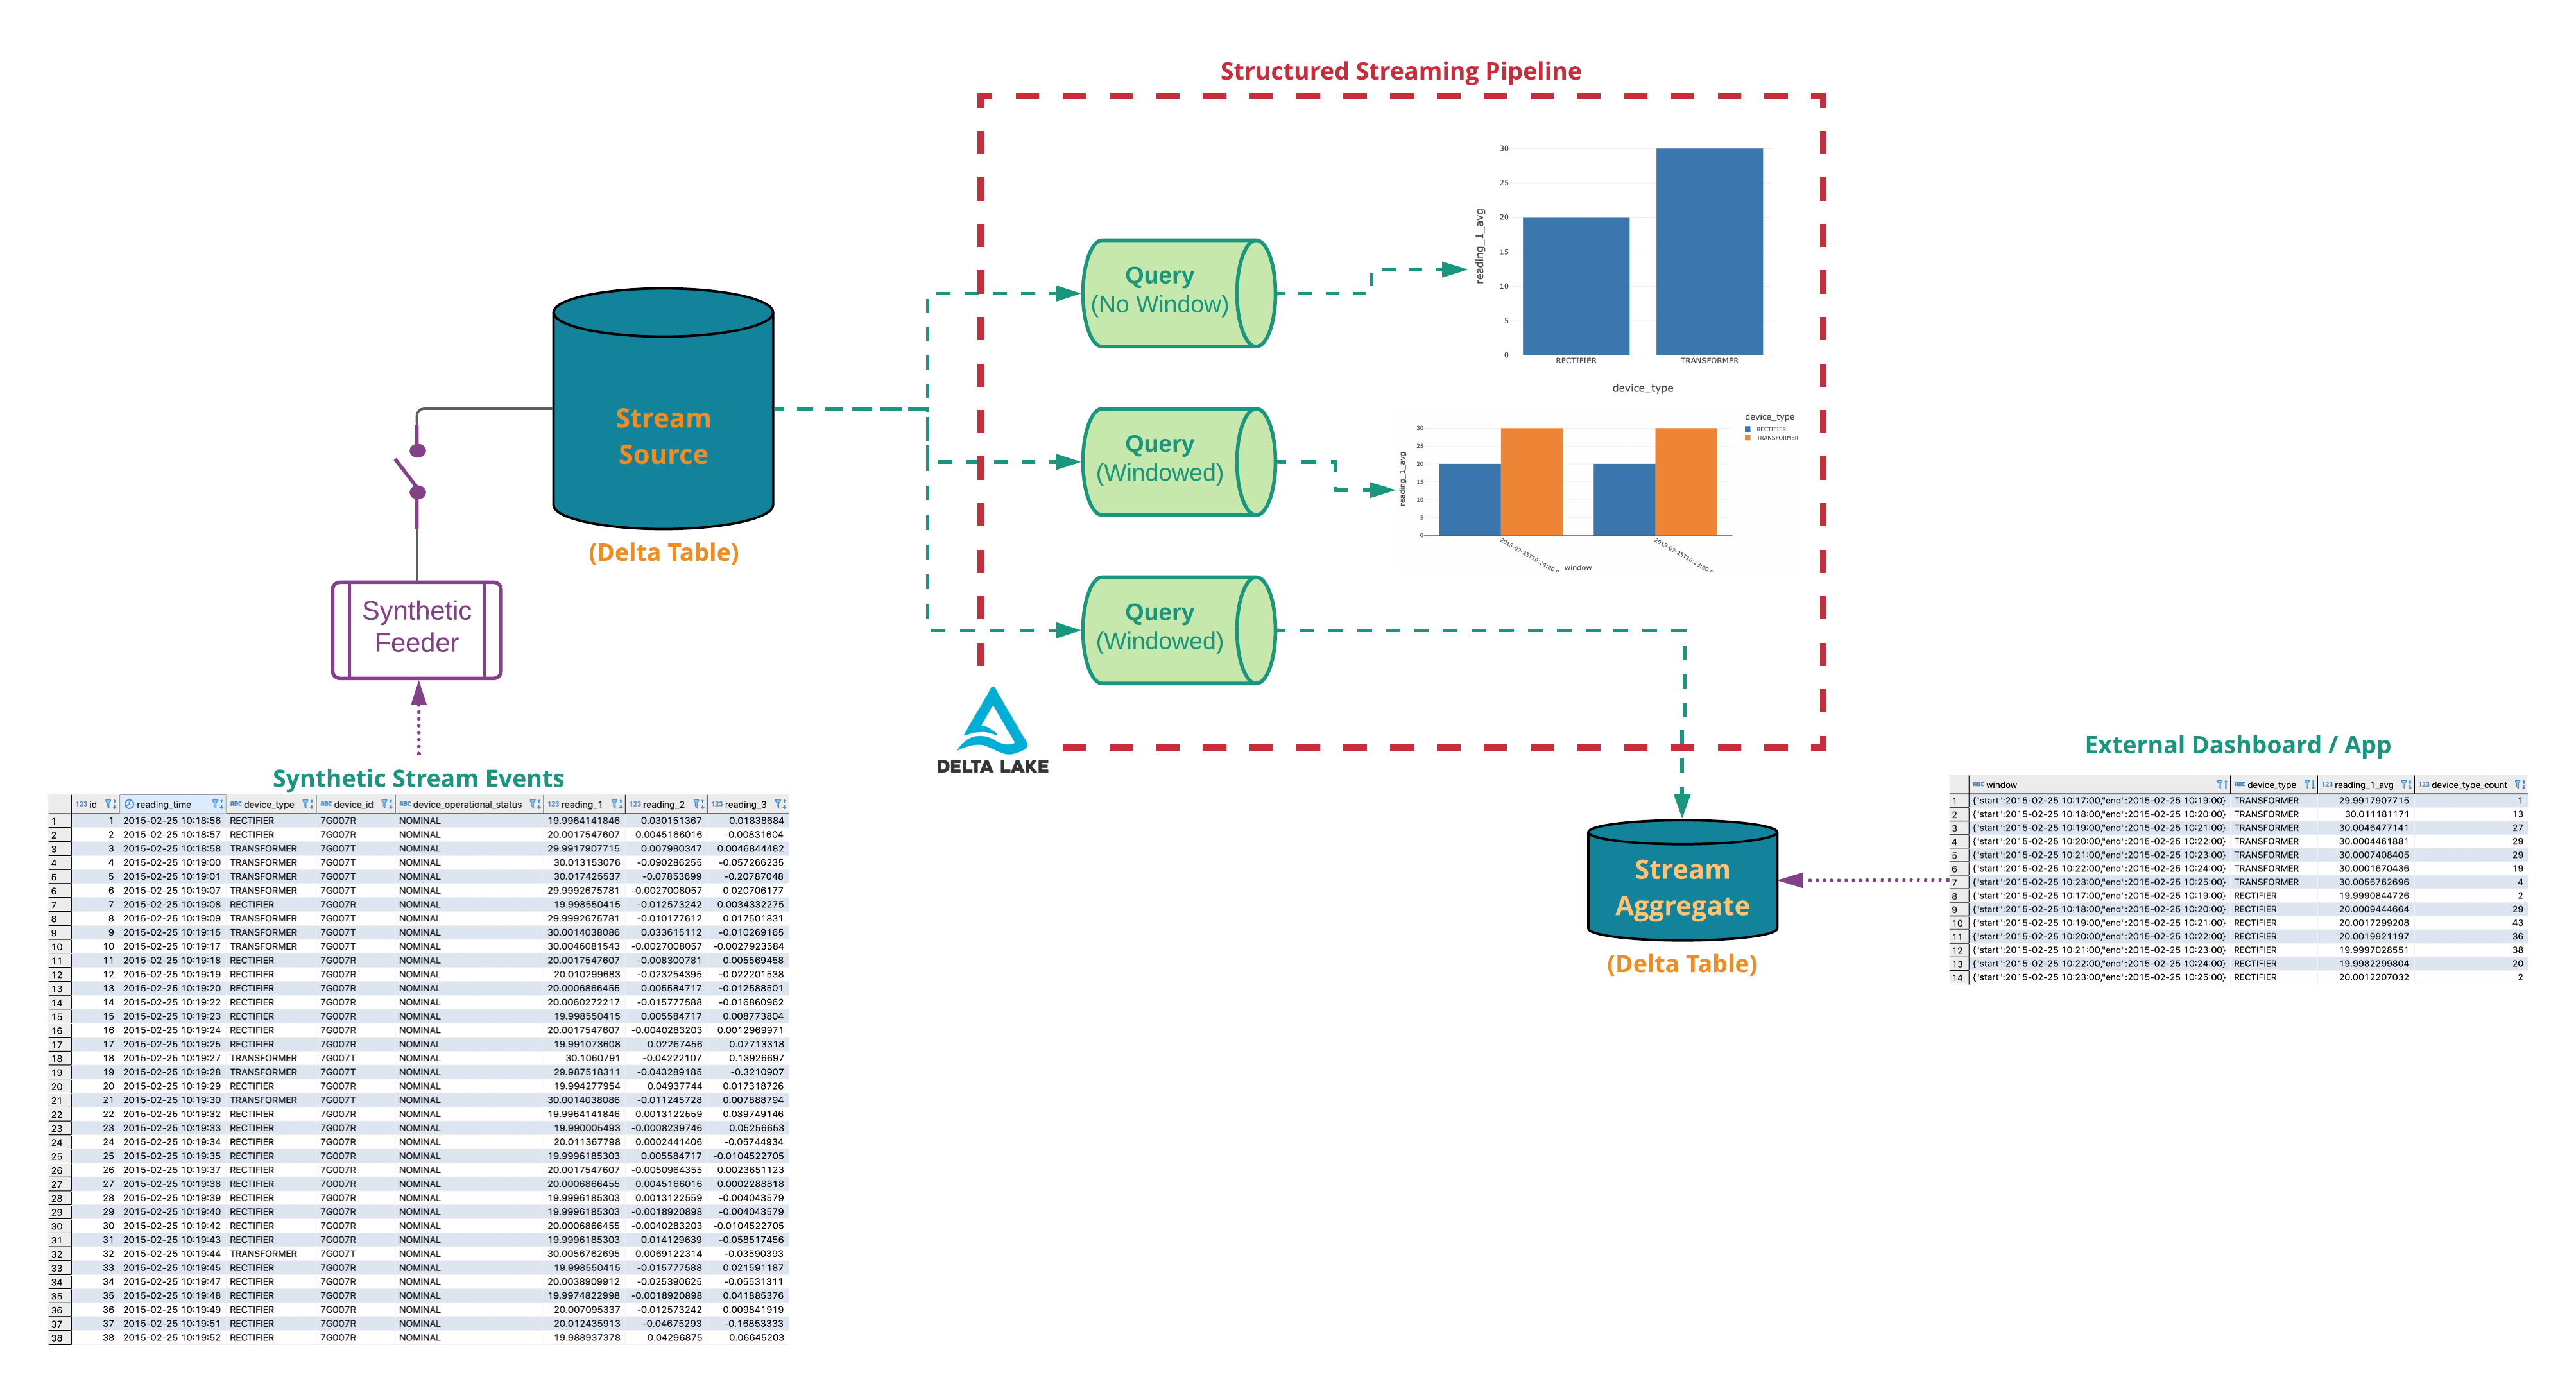 Structured Streaming Pipeline
30
25
20
15
10
5
0
reading_1_avg
RECTIFIER TRANSFORMER
device_type
Query
(No Window)
Query
(Windowed)
device_type
RECTIFIER
TRANSFORMER
30
25
20
15
10
5
0
reading_1_avg
2015-02-25T10:24:00.0 2015-02-25T10:23:00.0
window
Query
(Windowed)
Stream
Source
(Delta Table)
Synthetic
Feeder
DELTA LAKE
Synthetic Stream Events
123 id reading_time ABC device_type ABC device_id ABC device_operational_status 123 reading_1 123 reading_2 123 reading_3
1 1 2015-02-25 10:18:56 RECTIFIER 7G007R NOMINAL 19.9964141846 0.030151367 0.01838684
2 2 2015-02-25 10:18:57 RECTIFIER 7G007R NOMINAL 20.0017547607 0.0045166016 -0.00831604
3 3 2015-02-25 10:18:58 TRANSFORMER 7G007T NOMINAL 29.9917907715 0.007980347 0.0046844482
4 4 2015-02-25 10:19:00 TRANSFORMER 7G007T NOMINAL 30.013153076 -0.090286255 -0.057266235
5 5 2015-02-25 10:19:01 TRANSFORMER 7G007T NOMINAL 30.017425537 -0.07853699 -0.20787048
6 6 2015-02-25 10:19:07 TRANSFORMER 7G007T NOMINAL 29.9992675781 -0.0027008057 0.020706177
7 7 2015-02-25 10:19:08 RECTIFIER 7G007R NOMINAL 19.998550415 -0.012573242 0.0034332275
8 8 2015-02-25 10:19:09 TRANSFORMER 7G007T NOMINAL 29.9992675781 -0.010177612 0.017501831
9 9 2015-02-25 10:19:15 TRANSFORMER 7G007T NOMINAL 30.0014038086 0.033615112 -0.010269165
10 10 2015-02-25 10:19:17 TRANSFORMER 7G007T NOMINAL 30.0046081543 -0.0027008057 -0.0027923584
11 11 2015-02-25 10:19:18 RECTIFIER 7G007R NOMINAL 20.0017547607 -0.008300781 0.005569458
12 12 2015-02-25 10:19:19 RECTIFIER 7G007R NOMINAL 20.010299683 -0.023254395 -0.022201538
13 13 2015-02-25 10:19:20 RECTIFIER 7G007R NOMINAL 20.0006866455 0.005584717 -0.012588501
14 14 2015-02-25 10:19:22 RECTIFIER 7G007R NOMINAL 20.0060272217 -0.015777588 -0.016860962
15 15 2015-02-25 10:19:23 RECTIFIER 7G007R NOMINAL 19.998550415 0.005584717 0.008773804
16 16 2015-02-25 10:19:24 RECTIFIER 7G007R NOMINAL 20.0017547607 -0.0040283203 0.0012969971
17 17 2015-02-25 10:19:25 RECTIFIER 7G007R NOMINAL 19.991073608 0.02267456 0.07713318
18 18 2015-02-25 10:19:27 TRANSFORMER 7G007T NOMINAL 30.1060791 -0.04222107 0.13926697
19 19 2015-02-25 10:19:28 TRANSFORMER 7G007T NOMINAL 29.987518311 -0.043289185 -0.3210907
20 20 2015-02-25 10:19:29 RECTIFIER 7G007R NOMINAL 19.994277954 0.04937744 0.017318726
21 21 2015-02-25 10:19:30 TRANSFORMER 7G007T NOMINAL 30.0014038086 -0.011245728 0.007888794
22 22 2015-02-25 10:19:32 RECTIFIER 7G007R NOMINAL 19.9964141846 0.0013122559 0.039749146
23 23 2015-02-25 10:19:33 RECTIFIER 7G007R NOMINAL 19.990005493 -0.0008239746 0.05256653
24 24 2015-02-25 10:19:34 RECTIFIER 7G007R NOMINAL 20.011367798 0.0002441406 -0.05744934
25 25 2015-02-25 10:19:35 RECTIFIER 7G007R NOMINAL 19.9996185303 0.005584717 -0.0104522705
26 26 2015-02-25 10:19:37 RECTIFIER 7G007R NOMINAL 20.0017547607 -0.0050964355 0.0023651123
27 27 2015-02-25 10:19:38 RECTIFIER 7G007R NOMINAL 20.0006866455 0.0045166016 0.0002288818
28 28 2015-02-25 10:19:39 RECTIFIER 7G007R NOMINAL 19.9996185303 0.0013122559 -0.004043579
29 29 2015-02-25 10:19:40 RECTIFIER 7G007R NOMINAL 19.9996185303 -0.0018920898 -0.004043579
30 30 2015-02-25 10:19:42 RECTIFIER 7G007R NOMINAL 20.0006866455 -0.0040283203 -0.0104522705
31 31 2015-02-25 10:19:43 RECTIFIER 7G007R NOMINAL 19.9996185303 0.014129639 -0.058517456
32 32 2015-02-25 10:19:44 TRANSFORMER 7G007T NOMINAL 30.0056762695 0.0069122314 -0.03590393
33 33 2015-02-25 10:19:45 RECTIFIER 7G007R NOMINAL 19.998550415 -0.015777588 0.021591187
34 34 2015-02-25 10:19:47 RECTIFIER 7G007R NOMINAL 20.0038909912 -0.025390625 -0.05531311
35 35 2015-02-25 10:19:48 RECTIFIER 7G007R NOMINAL 19.9974822998 -0.0018920898 0.041885376
36 36 2015-02-25 10:19:49 RECTIFIER 7G007R NOMINAL 20.007095337 -0.012573242 0.009841919
37 37 2015-02-25 10:19:51 RECTIFIER 7G007R NOMINAL 20.012435913 -0.04675293 -0.16853333
38 38 2015-02-25 10:19:52 RECTIFIER 7G007R NOMINAL 19.988937378 0.04296875 0.06645203
Stream
Aggregate
(Delta Table)
External Dashboard / App
ABC window ABC device_type 123 reading_1_avg 123 device_type_count
1 {"start":2015-02-25 10:17:00,"end":2015-02-25 10:19:00} TRANSFORMER 29.9917907715 1
2 {"start":2015-02-25 10:18:00,"end":2015-02-25 10:20:00} TRANSFORMER 30.011181171 13
3 {"start":2015-02-25 10:19:00,"end":2015-02-25 10:21:00} TRANSFORMER 30.0046477141 27
4 {"start":2015-02-25 10:20:00,"end":2015-02-25 10:22:00} TRANSFORMER 30.0004461881 29
5 {"start":2015-02-25 10:21:00,"end":2015-02-25 10:23:00} TRANSFORMER 30.0007408405 29
6 {"start":2015-02-25 10:22:00,"end":2015-02-25 10:24:00} TRANSFORMER 30.0001670436 19
7 {"start":2015-02-25 10:23:00,"end":2015-02-25 10:25:00} TRANSFORMER 30.0056762696 4
8 {"start":2015-02-25 10:17:00,"end":2015-02-25 10:19:00} RECTIFIER 19.9990844726 2
9 {"start":2015-02-25 10:18:00,"end":2015-02-25 10:20:00} RECTIFIER 20.0009444664 29
10 {"start":2015-02-25 10:19:00,"end":2015-02-25 10:21:00} RECTIFIER 20.0017299208 43
11 {"start":2015-02-25 10:20:00,"end":2015-02-25 10:22:00} RECTIFIER 20.0019921197 36
12 {"start":2015-02-25 10:21:00,"end":2015-02-25 10:23:00} RECTIFIER 19.9997028551 38
13 {"start":2015-02-25 10:22:00,"end":2015-02-25 10:24:00} RECTIFIER 19.9982299804 20
14 {"start":2015-02-25 10:23:00,"end":2015-02-25 10:25:00} RECTIFIER 20.0012207032 2